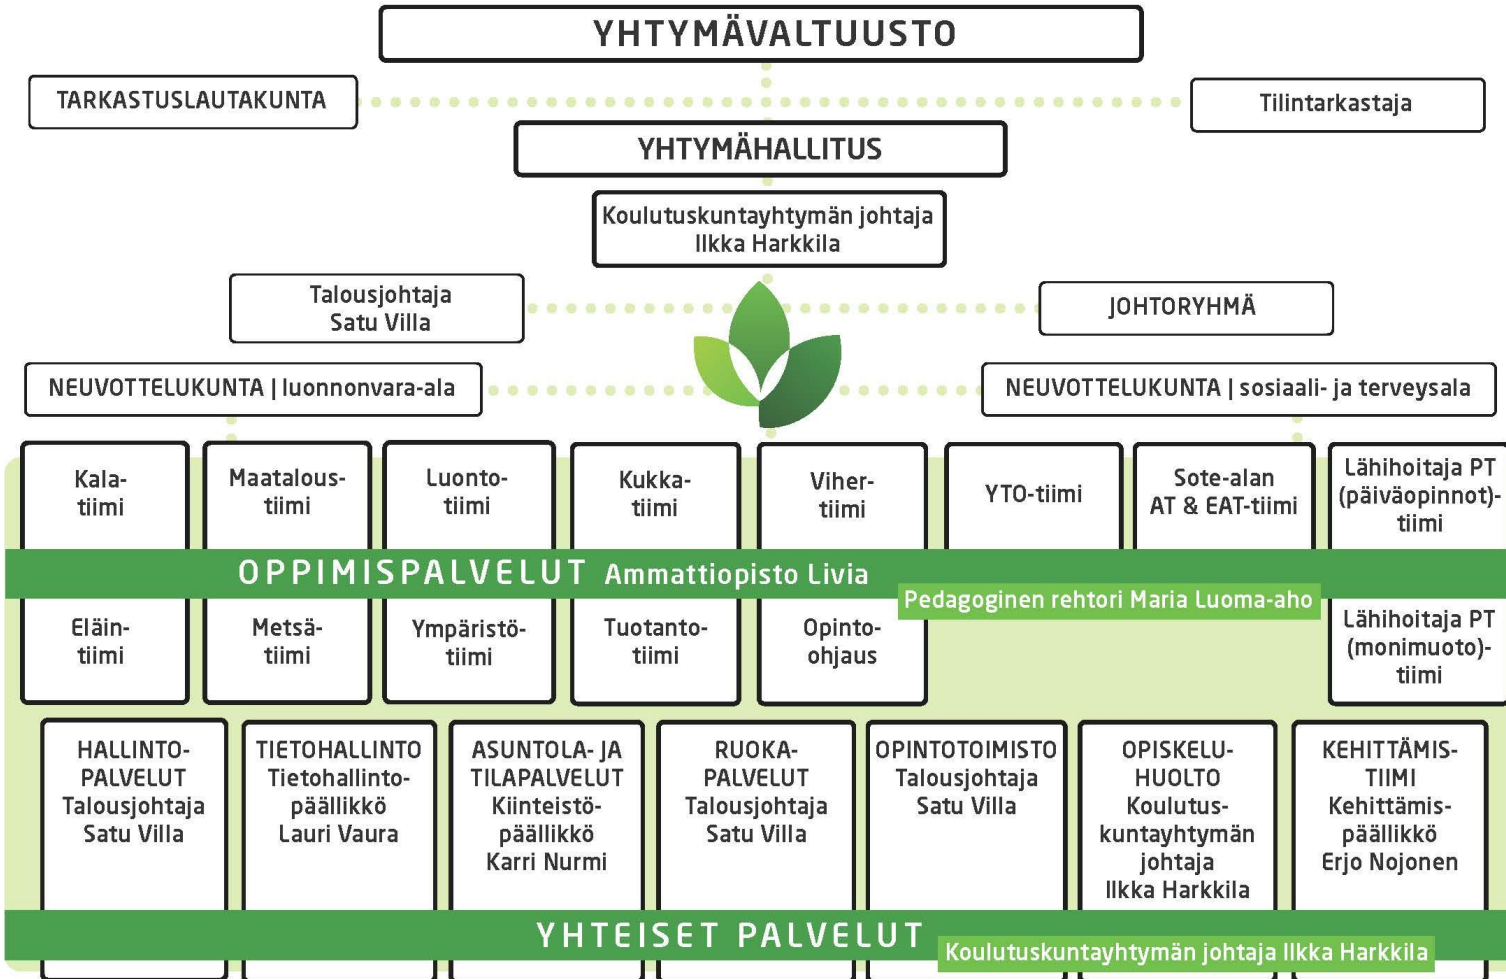 YHTYMÄVALTUUSTO
TARKASTUSLAUTAKUNTA
Tilintarkastaja
YHTYMÄHALLITUS
Koulutuskuntayhtymän johtaja
Ilkka Harkkila
Talousjohtaja
Satu Villa
JOHTORYHMÄ
NEUVOTTELUKUNTA | luonnonvara-ala
NEUVOTTELUKUNTA | sosiaali- ja terveysala
Kala-
tiimi
Maatalous-
tiimi
Luonto-
tiimi
Kukka-
tiimi
Viher-
tiimi
YTO-tiimi
Sote-alan
AT & EAT-tiimi
Lähihoitaja PT
(päiväopinnot)-
tiimi
OPPIMISPALVELUT Ammattiopisto Livia
Pedagoginen rehtori Maria Luoma-aho
Eläin-
tiimi
Metsä-
tiimi
Ympäristö-
tiimi
Tuotanto-
tiimi
Opinto-
ohjaus
Lähihoitaja PT
(monimuoto)-
tiimi
HALLINTO-
PALVELUT
Talousjohtaja
Satu Villa
TIETOHALLINTO
Tietohallinto-
päällikkö
Lauri Vaura
ASUNTOLA- JA
TILAPALVELUT
Kiinteistö-
päällikkö
Karri Nurmi
RUOKA-
PALVELUT
Talousjohtaja
Satu Villa
OPINTOTOIMISTO
Talousjohtaja
Satu Villa
OPISKELU-
HUOLTO
Koulutus-
kuntayhtymän
johtaja
Ilkka Harkkila
KEHITTÄMIS-
TIIMI
Kehittämis-
päällikkö
Erjo Nojonen
YHTEISET PALVELUT
Koulutuskuntayhtymän johtaja Ilkka Harkkila